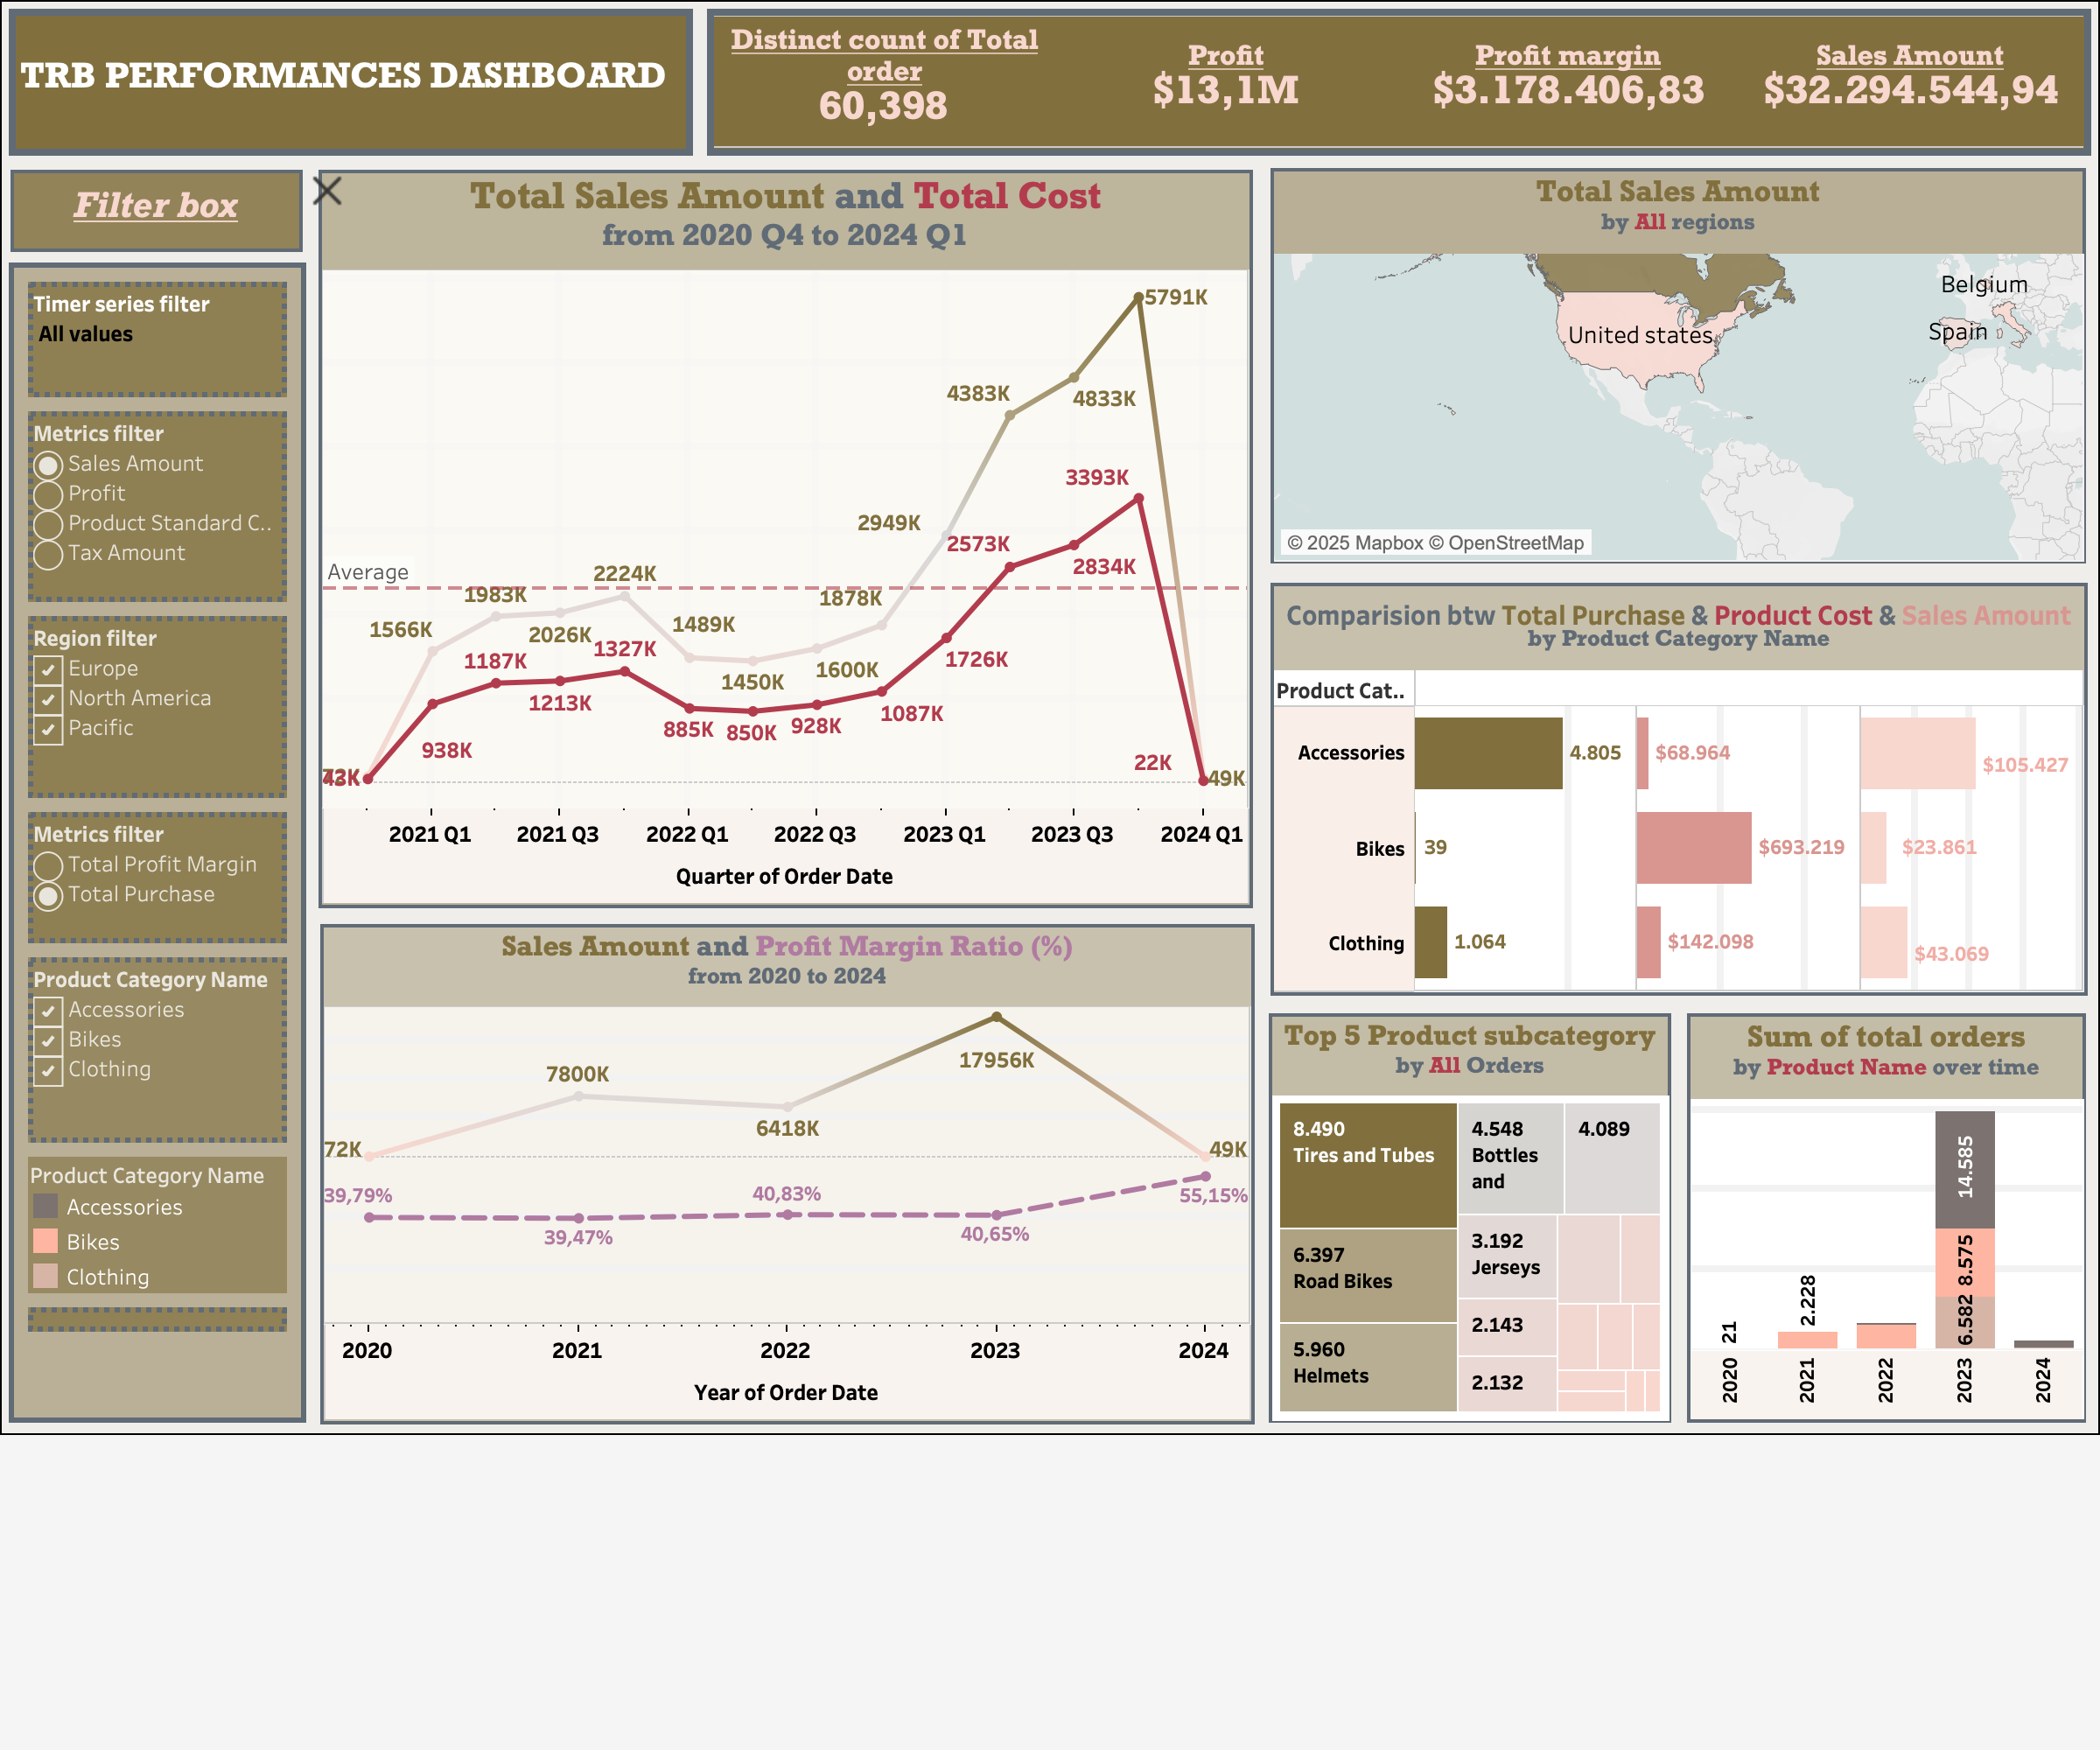 TRB PERFORMANCES DASHBOARD
Distinct count of Total
order
60,398
Profit
$13,1M
Profit margin
$3.178.406,83
Sales Amount
$32.294.544,94
Filter box
Timer series filter
All values
Metrics filter
Sales Amount
Profit
Product Standard C..
Tax Amount
Region filter
Europe
North America
Pacific
Metrics filter
Total Profit Margin
Total Purchase
Product Category Name
Accessories
Bikes
Clothing
Product Category Name
Accessories
Bikes
Clothing
Total Sales Amount and Total Cost
from 2020 Q4 to 2024 Q1
5791K
4383K
4833K
3393K
2949K
2573K
2834K
Average
2224K
1983K
1878K
1566K
1489K
2026K
1327K
1187K
1600K
1726K
1450K
1213K
1087K
885K
850K
928K
938K
22K
43K
49K
2021 Q1
2021 Q3
2022 Q1
2022 Q3
2023 Q1
2023 Q3
2024 Q1
Quarter of Order Date
Sales Amount and Profit Margin Ratio (%)
from 2020 to 2024
17956K
7800K
6418K
72K
49K
39,79%
40,83%
55,15%
39,47%
40,65%
2020
2021
2022
2023
2024
Year of Order Date
Total Sales Amount
by All regions
Belgium
Spain
United states
© 2025 Mapbox © OpenStreetMap
Comparision btw Total Purchase & Product Cost & Sales Amount
by Product Category Name
Product Cat..
Accessories
4.805
$68.964
$105.427
Bikes
39
$693.219
$23.861
Clothing
1.064
$142.098
$43.069
Top 5 Product subcategory
by All Orders
8.490
Tires and Tubes
4.548
Bottles
and
4.089
6.397
Road Bikes
3.192
Jerseys
2.143
5.960
Helmets
2.132
Sum of total orders
by Product Name over time
14.585
8.575
6.582
2.228
21
2020
2021
2022
2023
2024